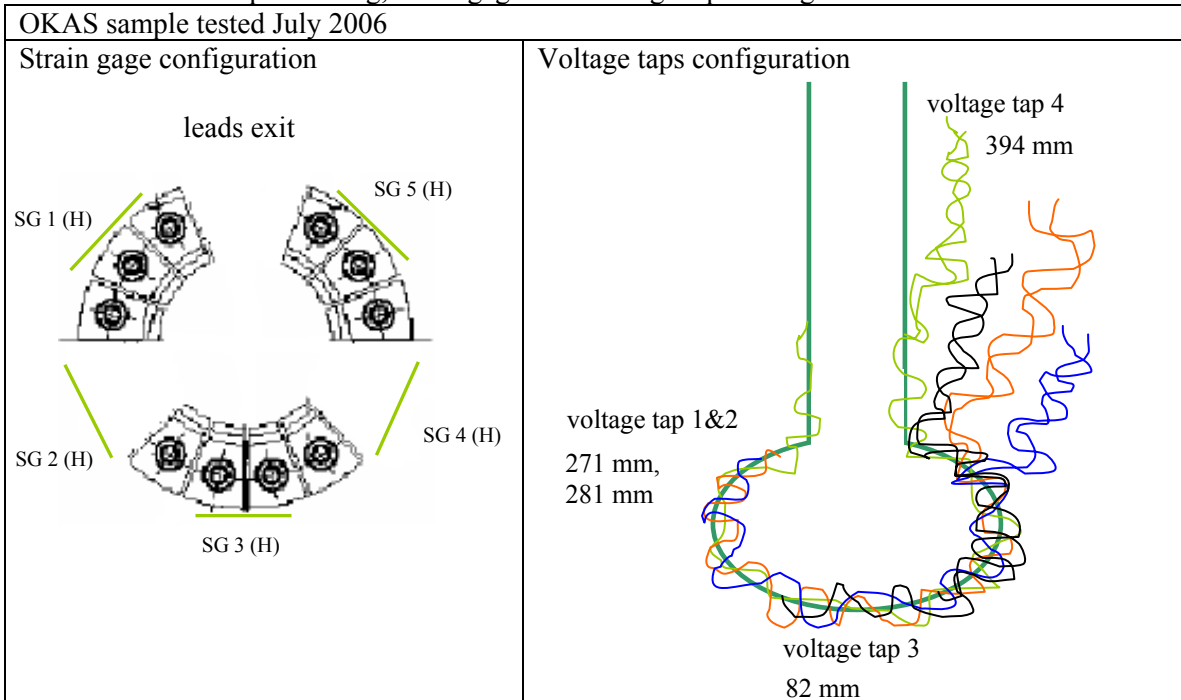 OKAS sample tested July 2006
Strain gage configuration
leads exit
SG 1 (H)
SG 5 (H)
SG 2 (H)
SG 4 (H)
SG 3 (H)
Voltage taps configuration
voltage tap 4
394 mm
voltage tap 1&2
271 mm,
281 mm
voltage tap 3
82 mm